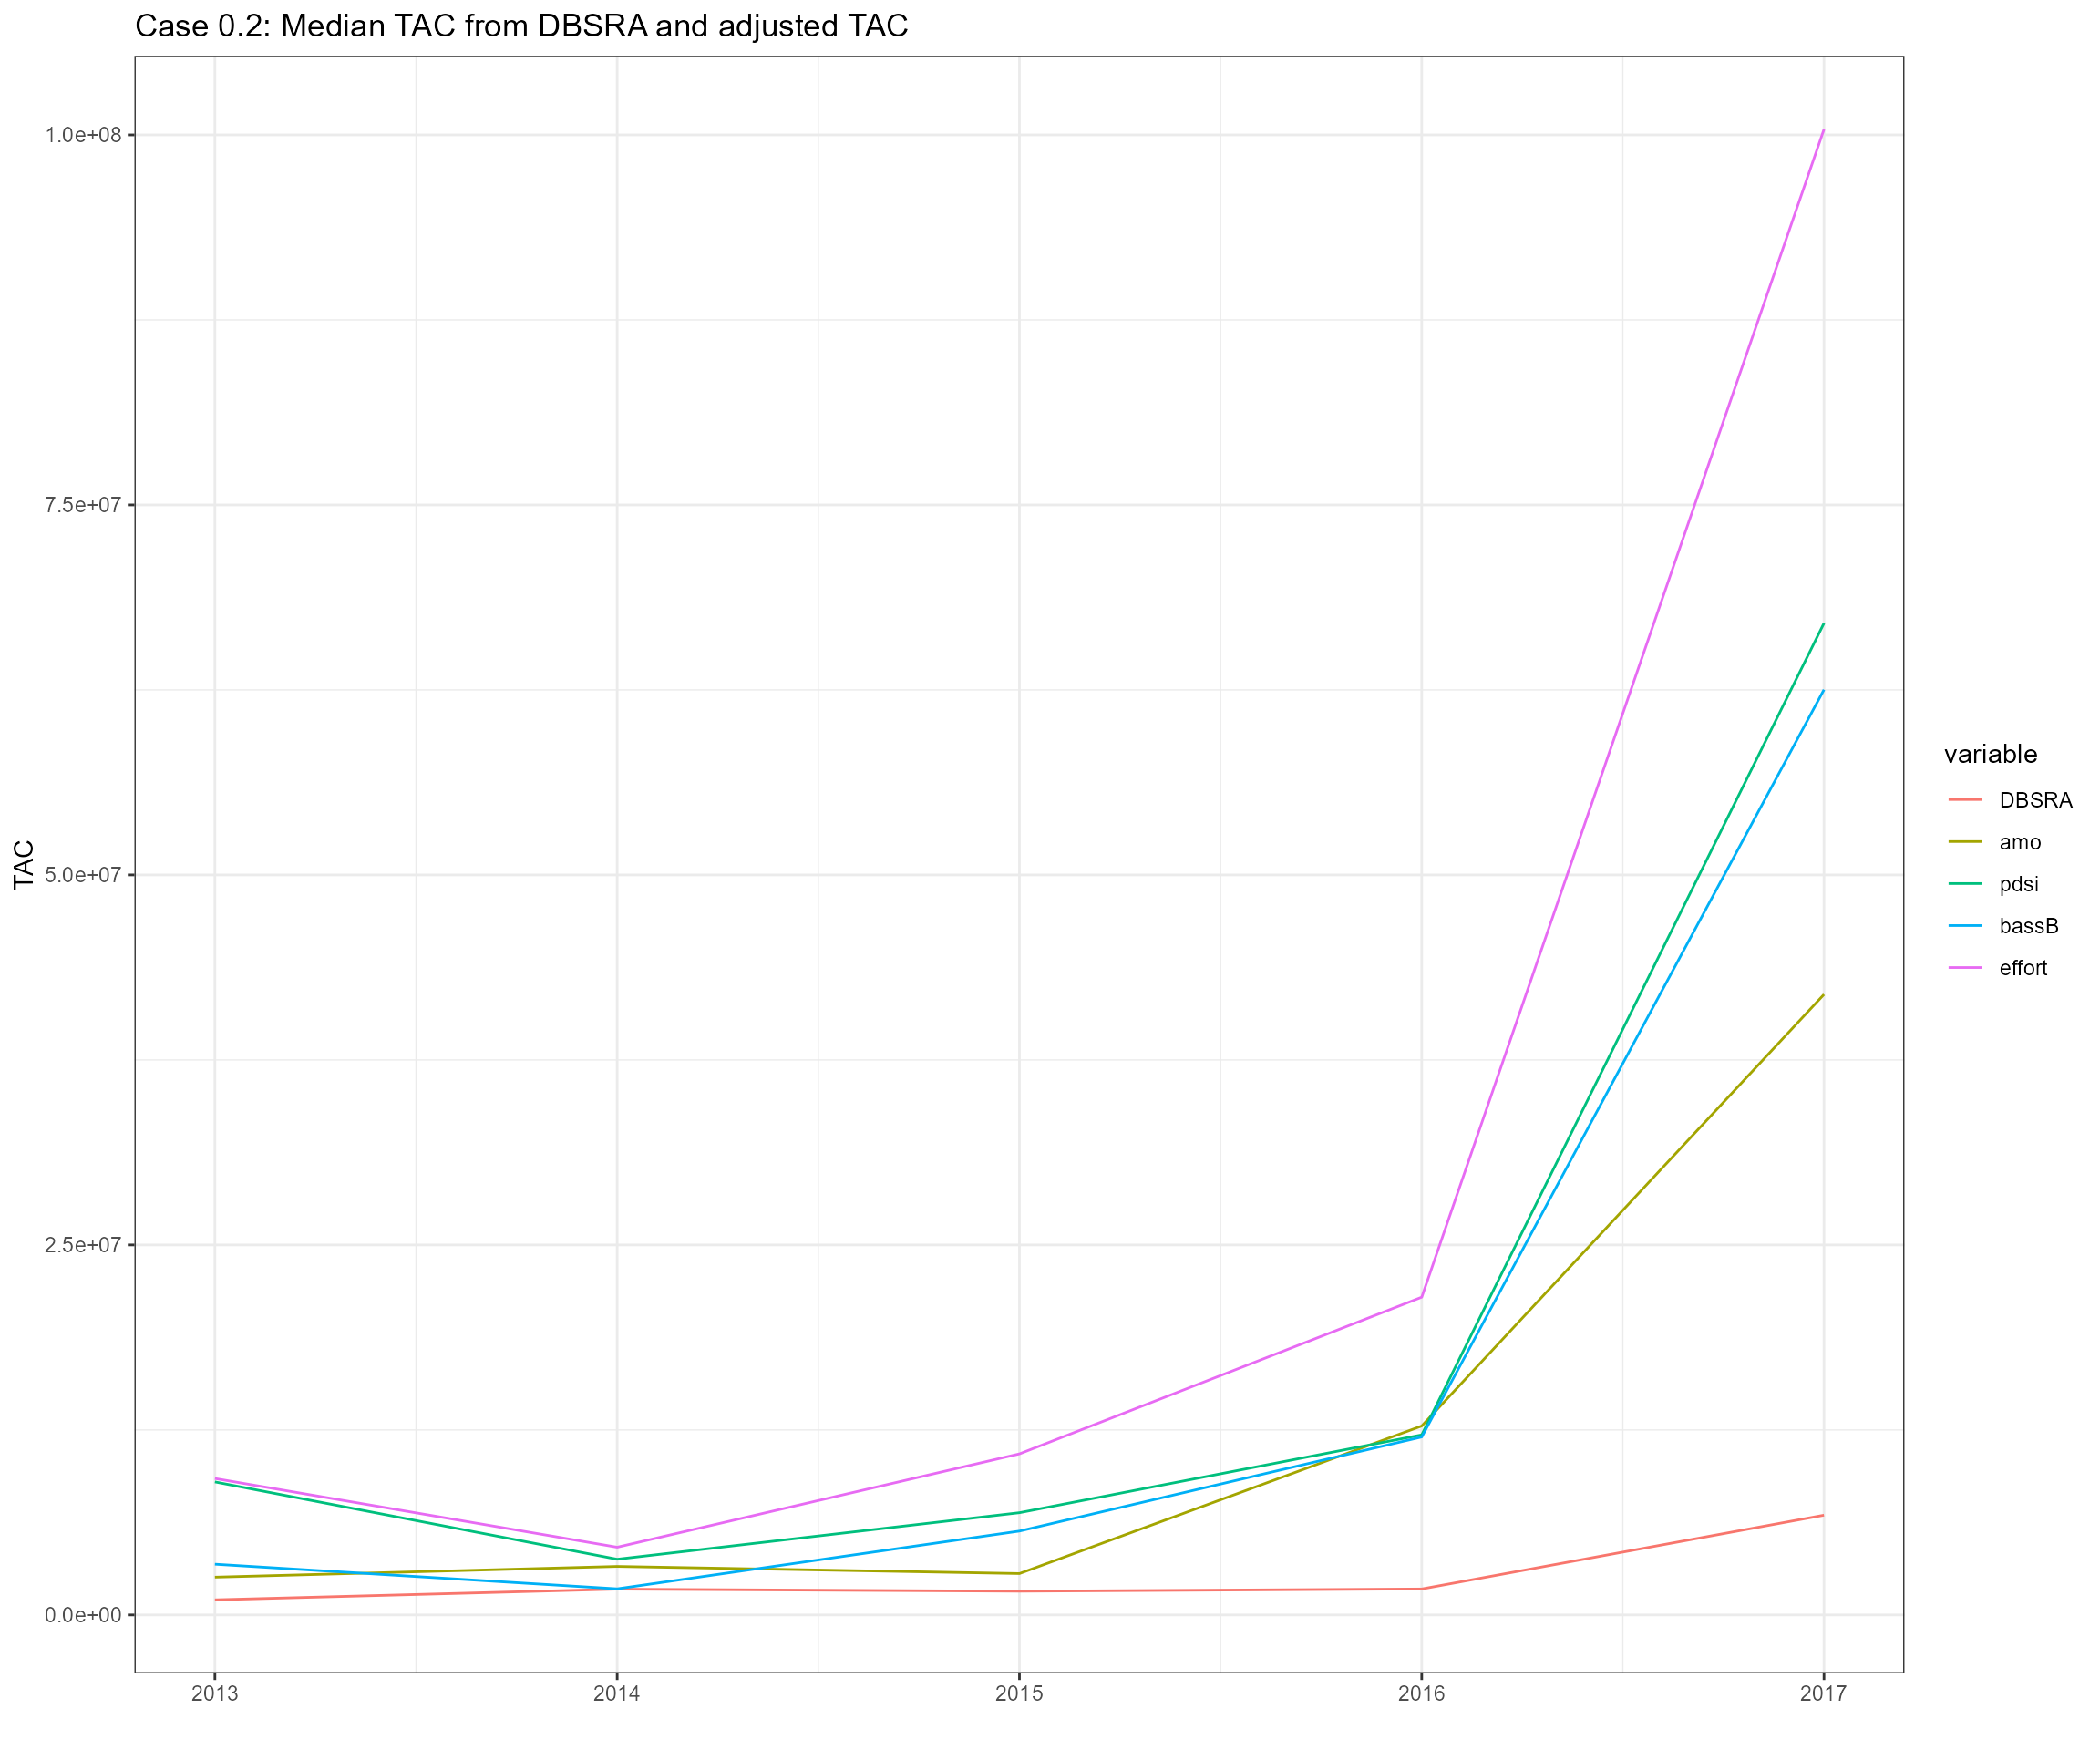 Case 0.2: Median TAC from DBSRA and adjusted TAC
1.0e+08
7.5e+07
5.0e+07
2.5e+07
0.0e+00
TAC
2013
2014
2015
2016
2017
variable
DBSRA
amo
pdsi
bassB
effort